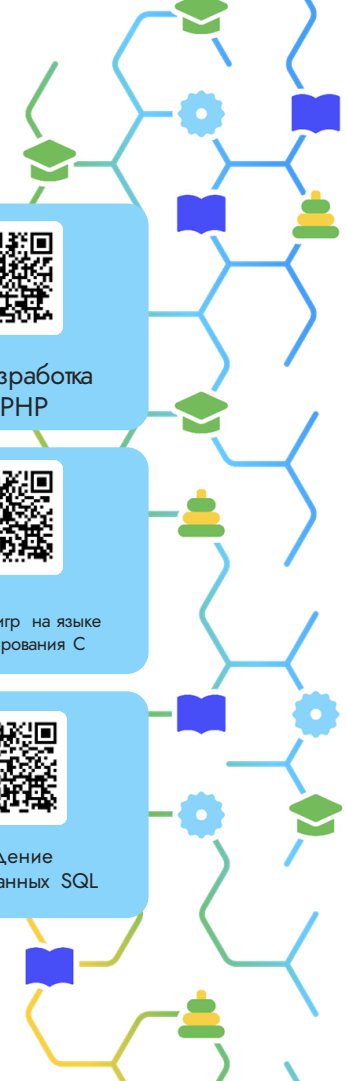 зработка
PHP
игр на языке
рования С
дение
анных SQL